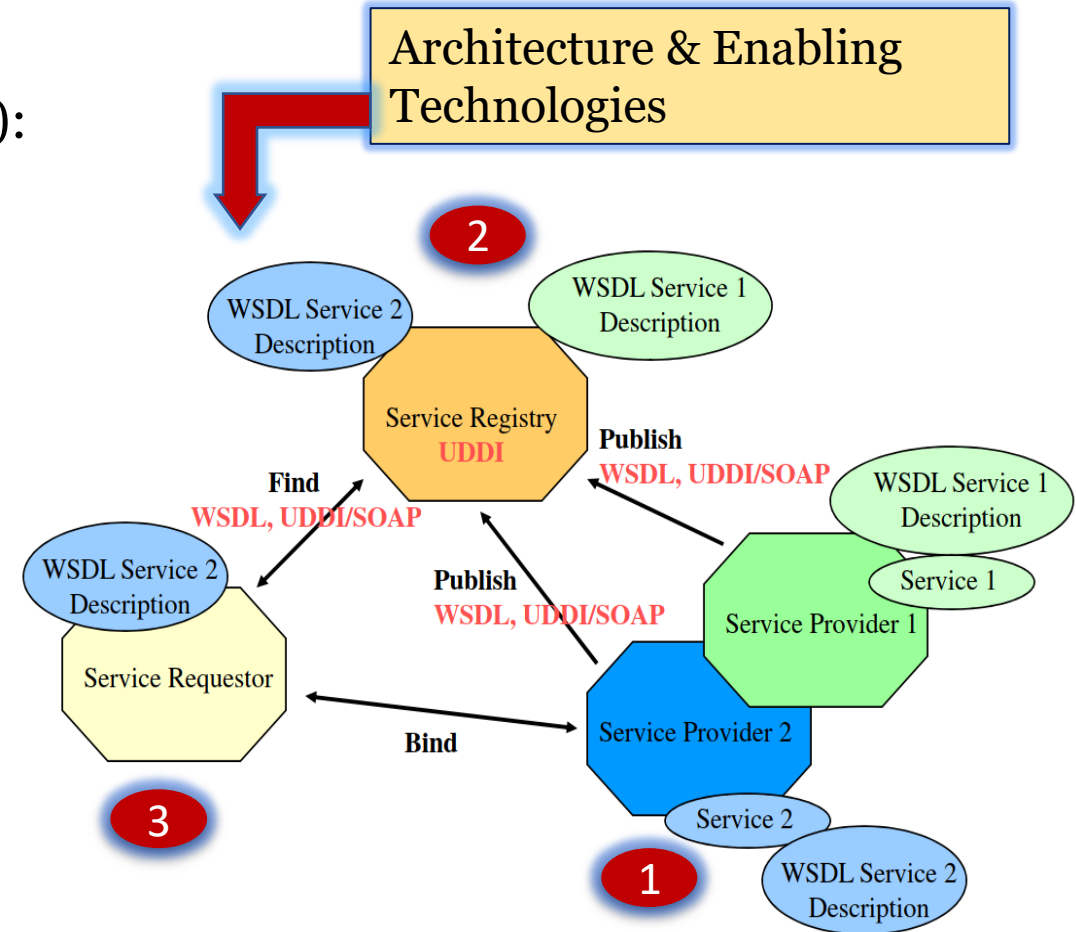 Architecture & Enabling
Technologies
):
2
WSDL Service 2
Description
WSDL Service 1
Description
Service Registry
UDDI
Publish
WSDL, UDDI/SOAP
Find
WSDL, UDDI/SOAP
WSDL Service 1
Description
Service 1
WSDL Service 2
Description
Publish
WSDL, UDDI/SOAP
Service Provider 1
Service Requestor
Service Provider 2
Bind
3
Service 2
1
WSDL Service 2
Description